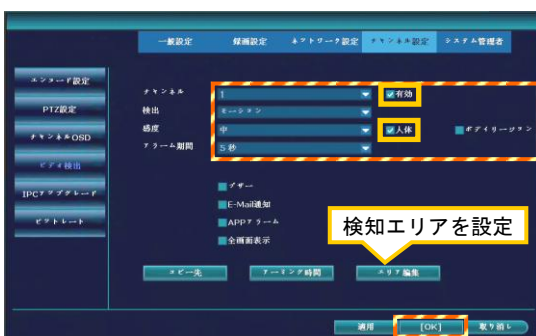 一般設定 録画設定 ネットワーク設定 チャンネル設定 システム管理者
エンコード設定
PTZ設定
チャンネルOSD
ビデオ検出
IPCアップグレード
ビットレート
チャンネル 1 有効
検出 モーション
感度 中 人体 ボディリージョン
アラーム期間 5 秒
ブザー
E-Mail通知
APPアラーム
全画面表示
検知エリアを設定
コピー先 アーミング時間 エリア編集
適用 [OK] 取り消し